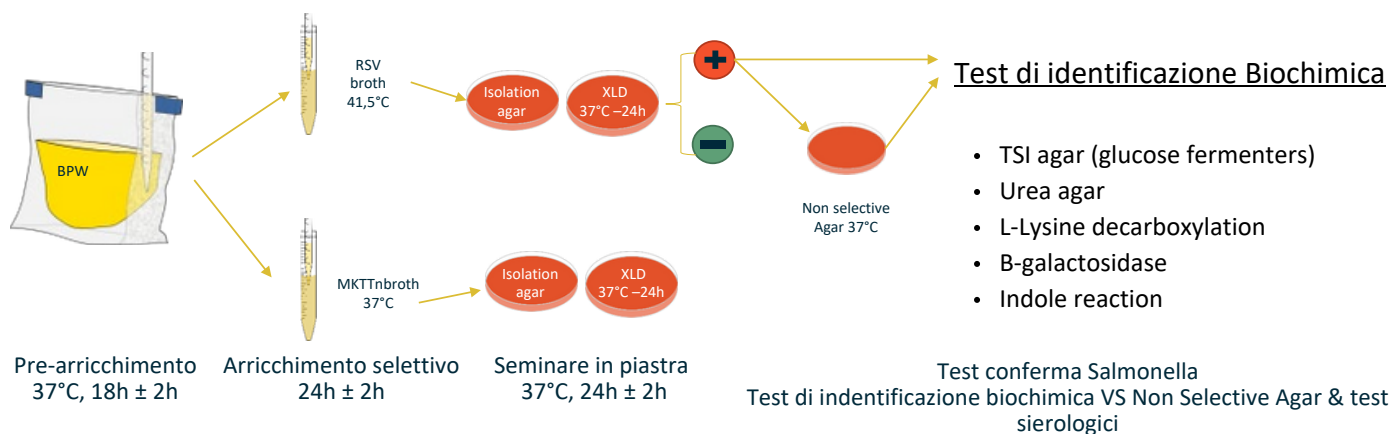 BPW
RSV
broth
41,5°C
MKTTnbroth
37°C
Isolation
agar
XLD
37°C –24h
Isolation
agar
XLD
37°C –24h
+
–
Non selective
Agar 37°C
Test di identificazione Biochimica
• TSI agar (glucose fermenters)
• Urea agar
• L-Lysine decarboxylation
• B-galactosidase
• Indole reaction
Pre-arricchimento
37°C, 18h ± 2h
Arricchimento selettivo
24h ± 2h
Seminare in piastra
37°C, 24h ± 2h
Test conferma Salmonella
Test di indentificazione biochimica VS Non Selective Agar & test
sierologici